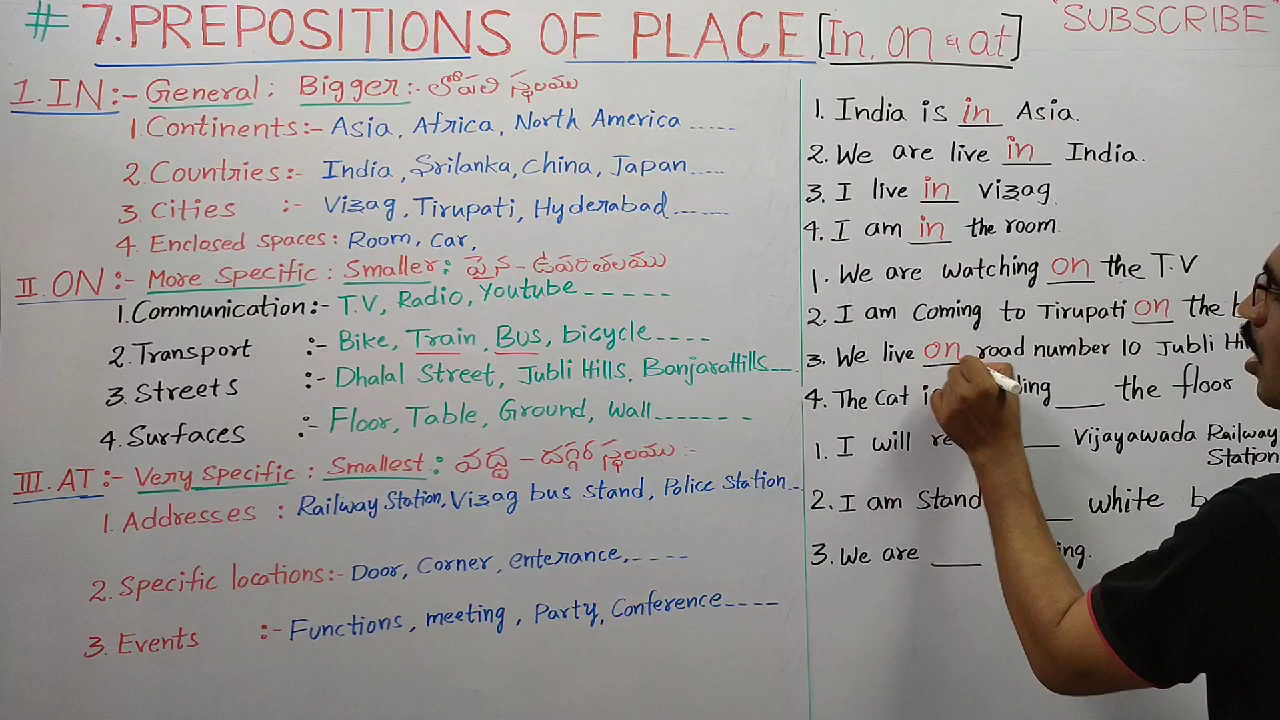 # 7. PREPOSITIONS OF PLACE [In, on & at]
"SUBSCRIBE"
1. IN :- General : Bigger :- లోపలి స్థలము
1. Continents :- Asia, Africa, North America .....
2. Countries :- India, Srilanka, China, Japan.....
3. Cities :- Vizag, Tirupati, Hyderabad......
4. Enclosed spaces : Room, Car,
II. ON :- More Specific : Smaller : పైన - ఉపరితలము
1. Communication :- T.V, Radio, Youtube -----
2. Transport :- Bike, Train, Bus, bicycle----
3. Streets :- Dhalal Street, Jubli Hills, BanjaraHills--
4. Surfaces :- Floor, Table, Ground, Wall-------
III. AT :- Very Specific : Smallest : వద్ద - దగ్గర స్థలము :-
1. Addresses : Railway Station, Vizag bus stand, Police Station--
2. Specific locations :- Door, Corner, enterance,----
3. Events :- Functions, meeting, Party, Conference----
1. India is in Asia.
2. We are live in India.
3. I live in Vizag.
4. I am in the room.
1. We are watching on the T.V
2. I am Coming to Tirupati on the
3. We live on road number 10 Jubli
4. The Cat ___ the floor
1. I will ___ Vijayawada Railway
Station
2. I am Stand __ white
3. We are ___